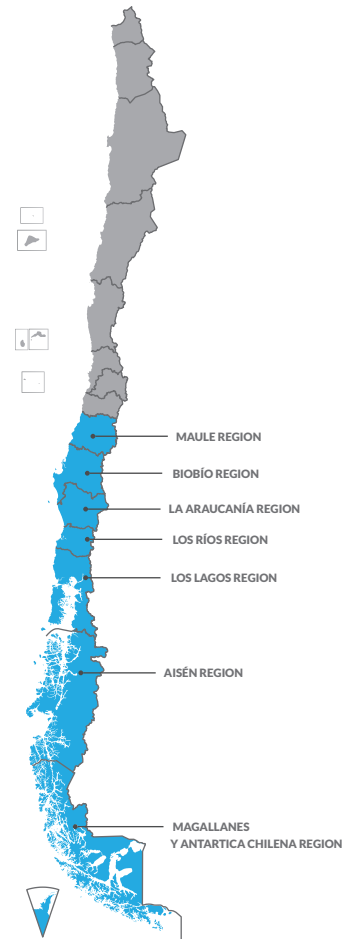 MAULE REGION
BIOBÍO REGION
LA ARAUCANÍA REGION
LOS RÍOS REGION
LOS LAGOS REGION
AISÉN REGION
MAGALLANES
Y ANTARTICA CHILENA REGION